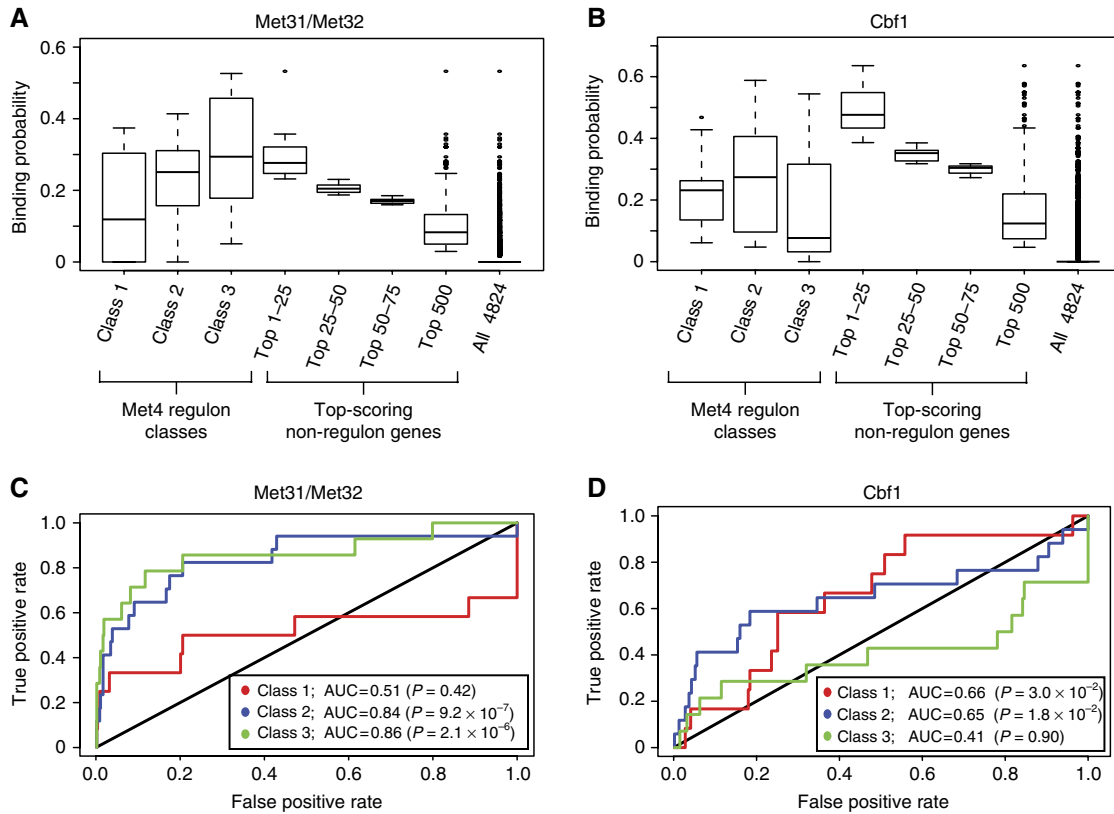 A
Met31/Met32
Binding probability
0.6
0.4
0.2
0
Class 1
Class 2
Class 3
Top 1–25
Top 25–50
Top 50–75
Top 500
All 4824
Met4 regulon
classes
Top-scoring
non-regulon genes
B
Cbf1
Binding probability
0.6
0.4
0.2
0
Class 1
Class 2
Class 3
Top 1–25
Top 25–50
Top 50–75
Top 500
All 4824
Met4 regulon
classes
Top-scoring
non-regulon genes
C
Met31/Met32
True positive rate
1.0
0.8
0.6
0.4
0.2
0
Class 1; AUC=0.51 (P = 0.42)
Class 2; AUC=0.84 (P = 9.2 × 10⁻⁷)
Class 3; AUC=0.86 (P = 2.1 × 10⁻⁶)
0.0 0.2 0.4 0.6 0.8 1.0
False positive rate
D
Cbf1
True positive rate
1.0
0.8
0.6
0.4
0.2
0
Class 1; AUC=0.66 (P = 3.0 × 10⁻²)
Class 2; AUC=0.65 (P = 1.8 × 10⁻²)
Class 3; AUC=0.41 (P = 0.90)
0.0 0.2 0.4 0.6 0.8 1.0
False positive rate